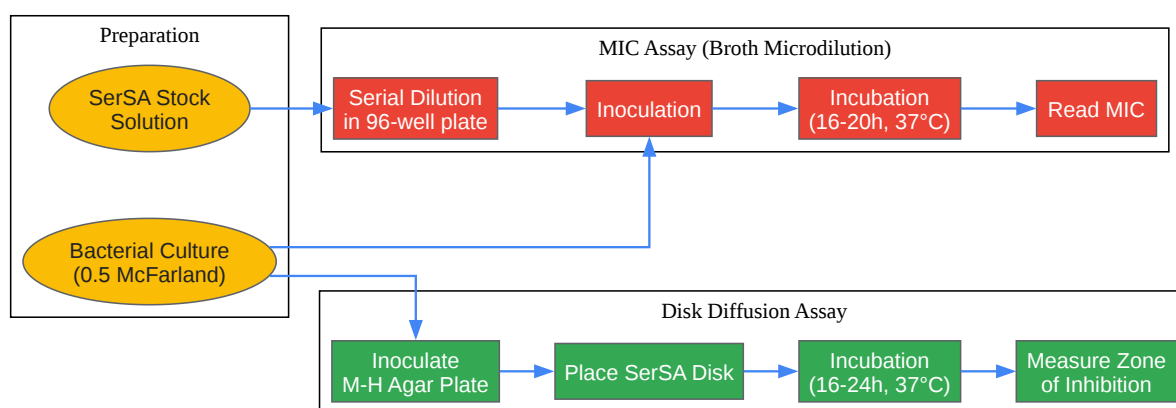 Preparation
SerSA Stock
Solution
Bacterial Culture
(0.5 McFarland)
MIC Assay (Broth Microdilution)
Serial Dilution
in 96-well plate
Inoculation
Incubation
(16-20h, 37°C)
Read MIC
Disk Diffusion Assay
Inoculate
M-H Agar Plate
Place SerSA Disk
Incubation
(16-24h, 37°C)
Measure Zone
of Inhibition